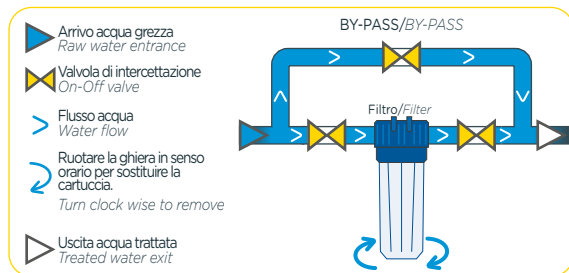 Arrivo acqua grezza
Raw water entrance
Valvola di intercettazione
On-Off valve
Flusso acqua
Water flow
Ruotare la ghiera in senso
orario per sostituire la
cartuccia.
Turn clock wise to remove
Uscita acqua trattata
Treated water exit
BY-PASS/BY-PASS
Filtro/Filter